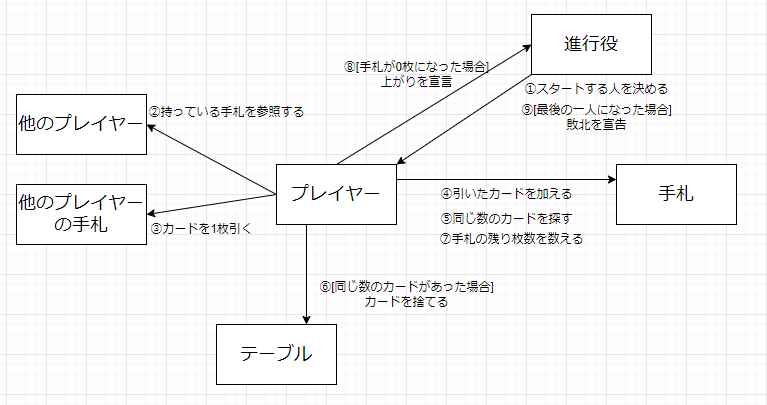 進行役
⑧[手札が0枚になった場合]
上がりを宣言
①スタートする人を決める
⑨[最後の一人になった場合]
敗北を宣告
他のプレイヤー
②持っている手札を参照する
プレイヤー
手札
④引いたカードを加える
他のプレイヤー
の手札
③カードを1枚引く
⑤同じ数のカードを探す
⑦手札の残り枚数を数える
⑥[同じ数のカードがあった場合]
カードを捨てる
テーブル